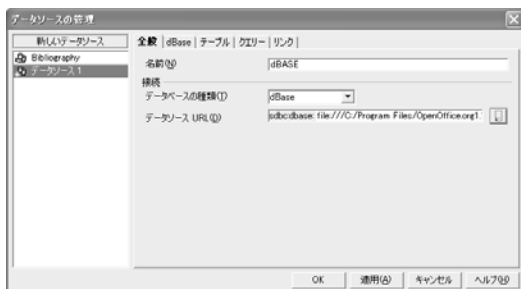 データソースの管理
新しいデータソース
Bibliography
データソース 1
全般 dBase テーブル クエリー リンク
名前(N) dBASE
接続
データベースの種類(T) dBase
データソース URL(D) sdbc:dbase: file:///C:/Program Files/OpenOffice.org1.
OK 適用(A) キャンセル ヘルプ(H)